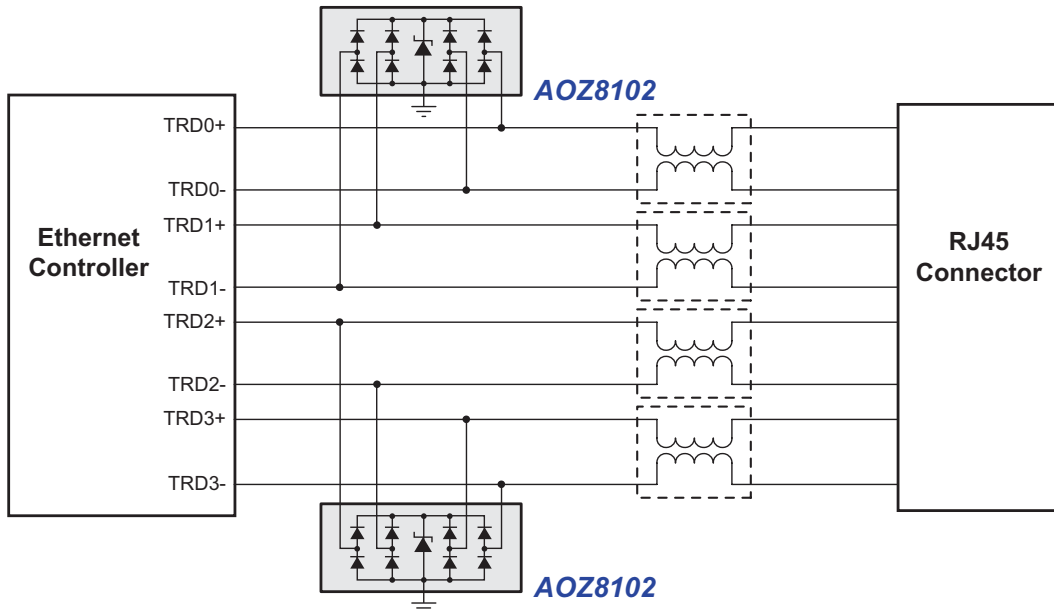 AOZ8102
TRD0+
TRD0-
TRD1+
Ethernet
Controller
RJ45
Connector
TRD1-
TRD2+
TRD2-
TRD3+
TRD3-
AOZ8102